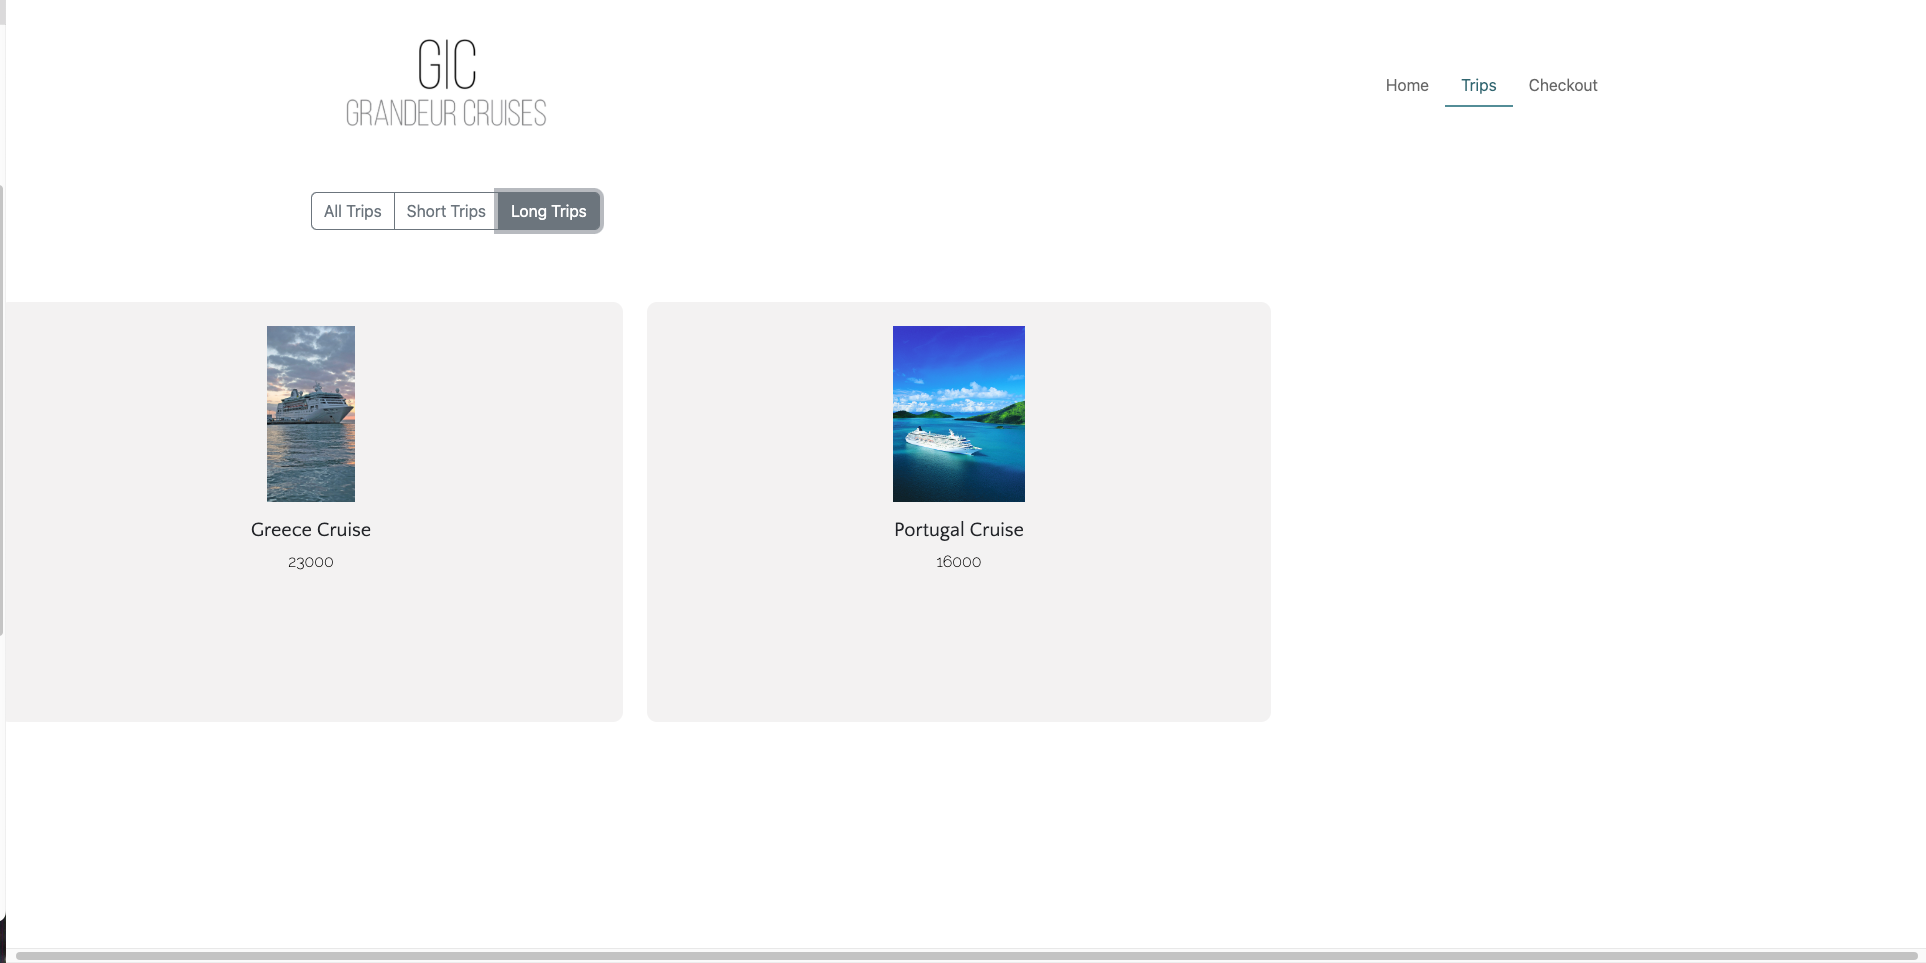 GIC
GRANDEUR CRUISES
Home Trips Checkout
All Trips Short Trips Long Trips
Greece Cruise
23000
Portugal Cruise
16000